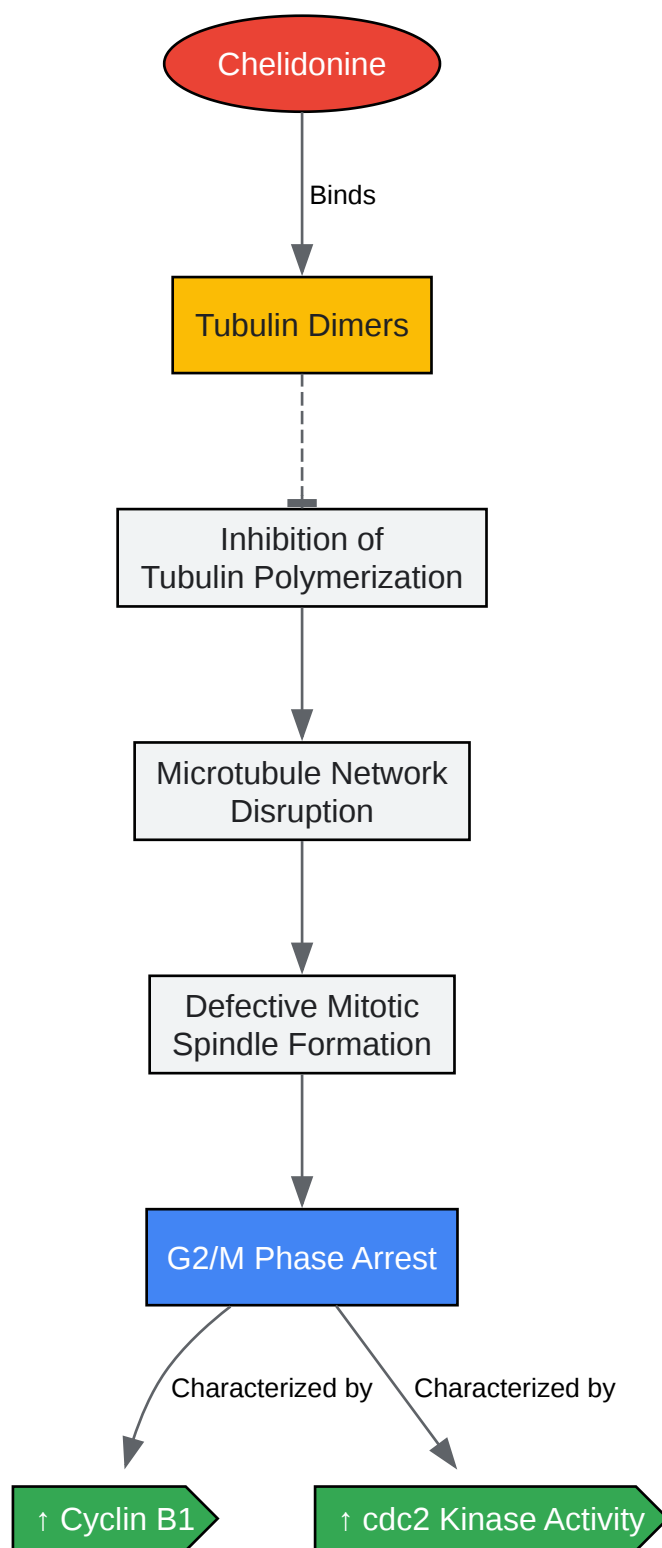 Chelidonine
Binds
Tubulin Dimers
Inhibition of
Tubulin Polymerization
Microtubule Network
Disruption
Defective Mitotic
Spindle Formation
G2/M Phase Arrest
Characterized by
Characterized by
↑ Cyclin B1
↑ cdc2 Kinase Activity